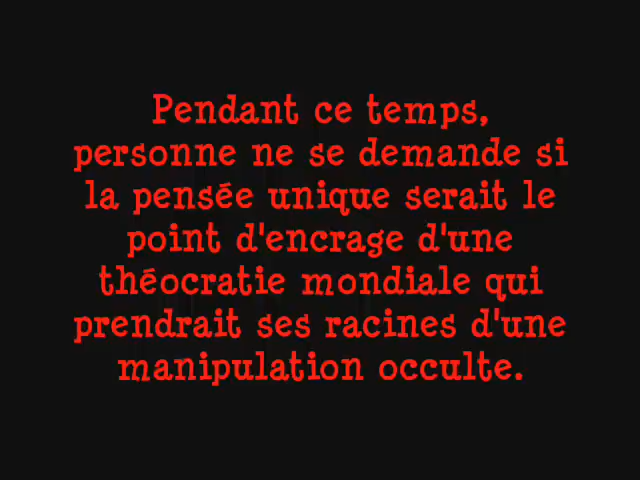 Pendant ce temps,
personne ne se demande si
la pensée unique serait le
point d'encrage d'une
théocratie mondiale qui
prendrait ses racines d'une
manipulation occulte.